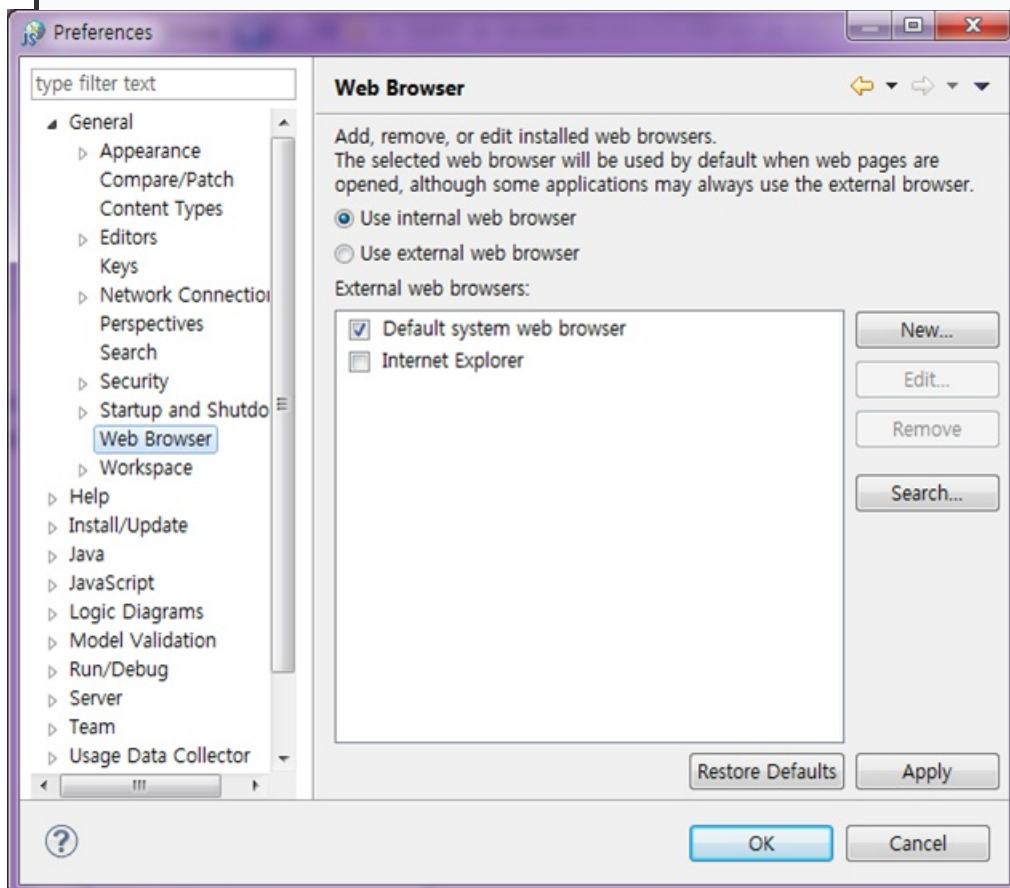 JS
Preferences
type filter text
General
Appearance
Compare/Patch
Content Types
Editors
Keys
Network Connection
Perspectives
Search
Security
Startup and Shutdo
Web Browser
Workspace
Help
Install/Update
Java
JavaScript
Logic Diagrams
Model Validation
Run/Debug
Server
Team
Usage Data Collector
Web Browser
Add, remove, or edit installed web browsers.
The selected web browser will be used by default when web pages are
opened, although some applications may always use the external browser.
Use internal web browser
Use external web browser
External web browsers:
Default system web browser
Internet Explorer
New...
Edit...
Remove
Search...
Restore Defaults
Apply
?
OK
Cancel